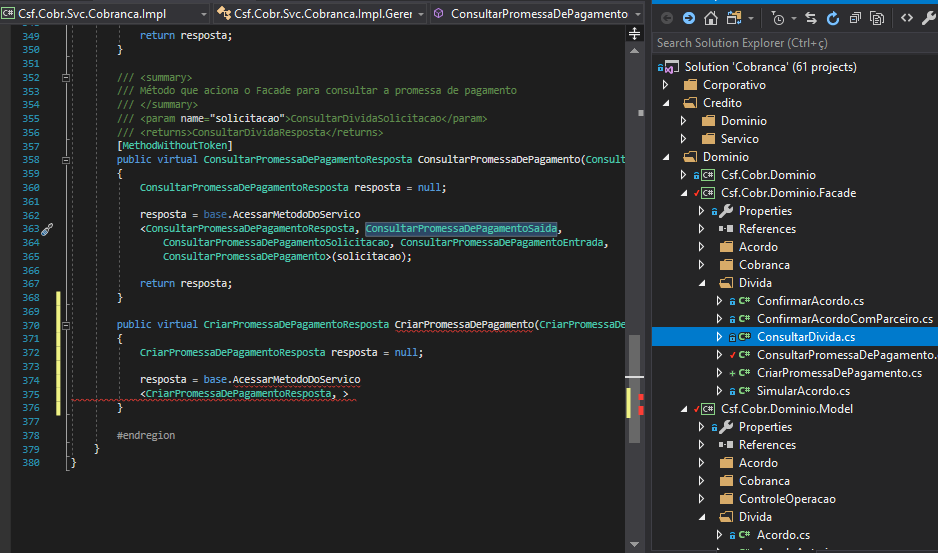 Csf.Cobr.Svc.Cobranca.Impl
Csf.Cobr.Svc.Cobranca.Impl.Gerer
ConsultarPromessaDePagamento
349 return resposta;
350 }
351
352 /// <summary>
353 /// Método que aciona o Facade para consultar a promessa de pagamento
354 /// </summary>
355 /// <param name="solicitacao">ConsultarDividaSolicitacao</param>
356 /// <returns>ConsultarDividaResposta</returns>
357 [MethodWithoutToken]
358 public virtual ConsultarPromessaDePagamentoResposta ConsultarPromessaDePagamento(Consult
359 {
360 ConsultarPromessaDePagamentoResposta resposta = null;
361
362 resposta = base.AcessarMetodoDoServico
363 <ConsultarPromessaDePagamentoResposta, ConsultarPromessaDePagamentoSaida,
364 ConsultarPromessaDePagamentoSolicitacao, ConsultarPromessaDePagamentoEntrada,
365 ConsultarPromessaDePagamento>(solicitacao);
366
367 return resposta;
368 }
369
370 public virtual CriarPromessaDePagamentoResposta CriarPromessaDePagamento(CriarPromessaDe
371 {
372 CriarPromessaDePagamentoResposta resposta = null;
373
374 resposta = base.AcessarMetodoDoServico
375 <CriarPromessaDePagamentoResposta, >
376 }
377
378 #endregion
379 }
380 }
Search Solution Explorer (Ctrl+ç)
Solution 'Cobranca' (61 projects)
Corporativo
Credito
Dominio
Servico
Dominio
C# Csf.Cobr.Dominio
C# Csf.Cobr.Dominio.Facade
Properties
References
Acordo
Cobranca
Divida
C# ConfirmarAcordo.cs
C# ConfirmarAcordoComParceiro.cs
C# ConsultarDivida.cs
C# ConsultarPromessaDePagamento.
C# CriarPromessaDePagamento.cs
C# SimularAcordo.cs
C# Csf.Cobr.Dominio.Model
Properties
References
Acordo
Cobranca
ControleOperacao
Divida
C# Acordo.cs